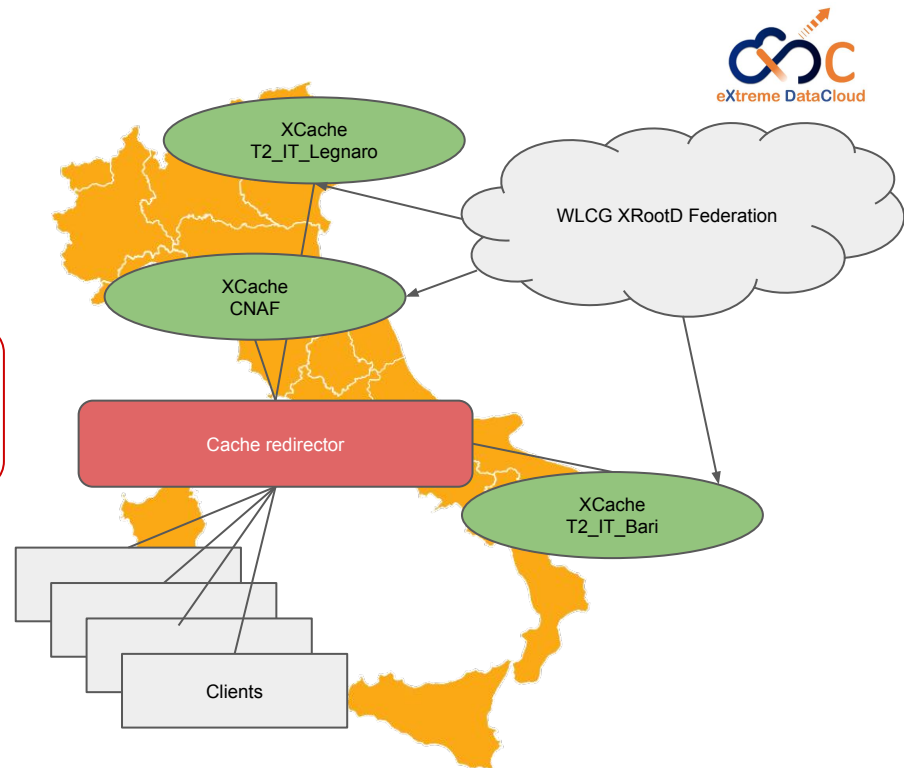 eXtreme DataCloud
XCache
T2_IT_Legnaro
WLCG XRootD Federation
XCache
CNAF
Cache redirector
XCache
T2_IT_Bari
Clients